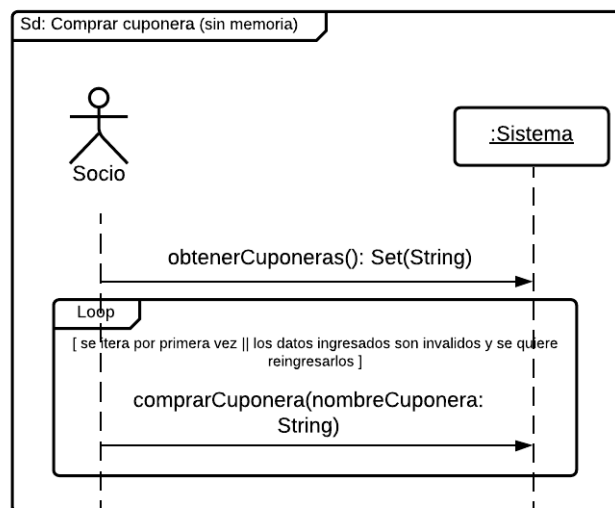 Sd: Comprar cuponera (sin memoria)
Socio
:Sistema
obtenerCuponeras(): Set(String)
Loop
[ se itera por primera vez || los datos ingresados son invalidos y se quiere
reingresarlos ]
comprarCuponera(nombreCuponera:
String)